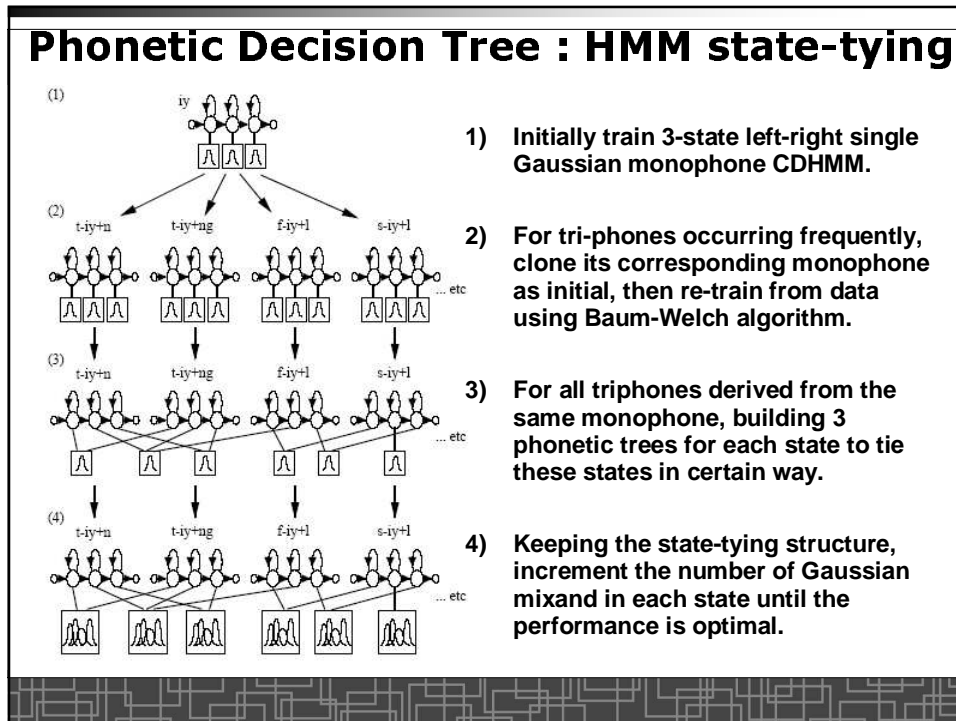 Phonetic Decision Tree : HMM state-tying
(1)
iy
(2)
t-iy+n t-iy+ng f-iy+l s-iy+l
... etc
(3)
t-iy+n t-iy+ng f-iy+l s-iy+l
... etc
(4)
t-iy+n t-iy+ng f-iy+l s-iy+l
... etc
1) Initially train 3-state left-right single
Gaussian monophone CDHMM.
2) For tri-phones occurring frequently,
clone its corresponding monophone
as initial, then re-train from data
using Baum-Welch algorithm.
3) For all triphones derived from the
same monophone, building 3
phonetic trees for each state to tie
these states in certain way.
4) Keeping the state-tying structure,
increment the number of Gaussian
mixand in each state until the
performance is optimal.